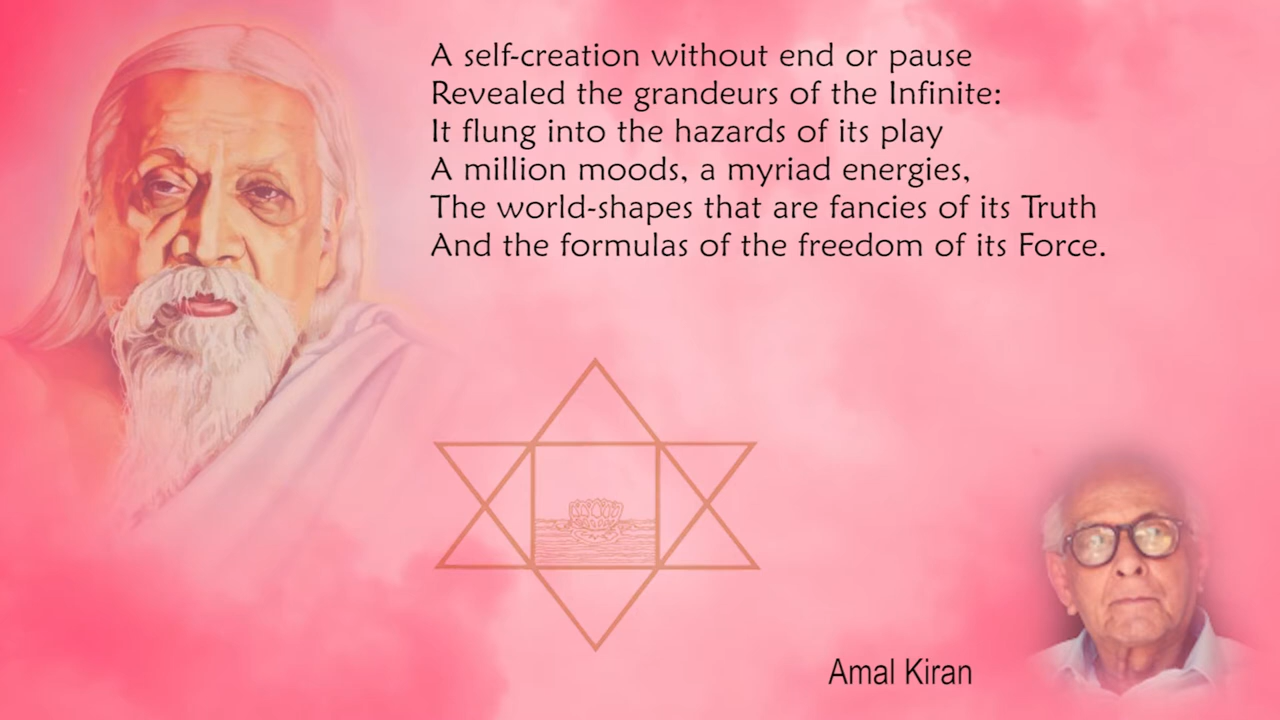 A self-creation without end or pause
Revealed the grandeurs of the Infinite:
It flung into the hazards of its play
A million moods, a myriad energies,
The world-shapes that are fancies of its Truth
And the formulas of the freedom of its Force.
Amal Kiran